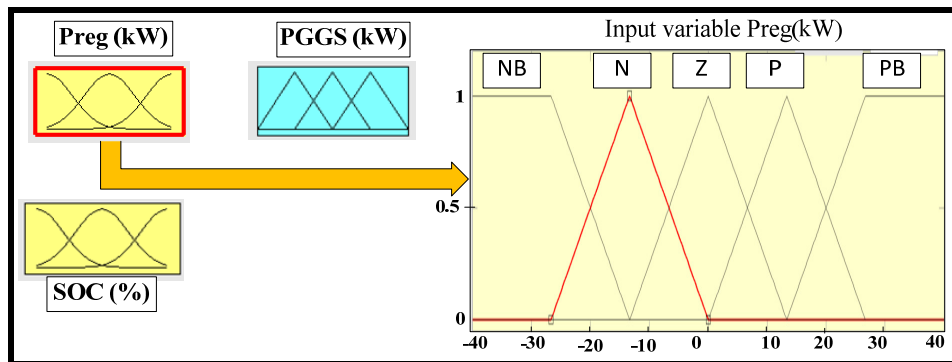 Preg (kW)
PGGS (kW)
SOC (%)
Input variable Preg(kW)
NB N Z P PB
1
0.5
0
-40 -30 -20 -10 0 10 20 30 40